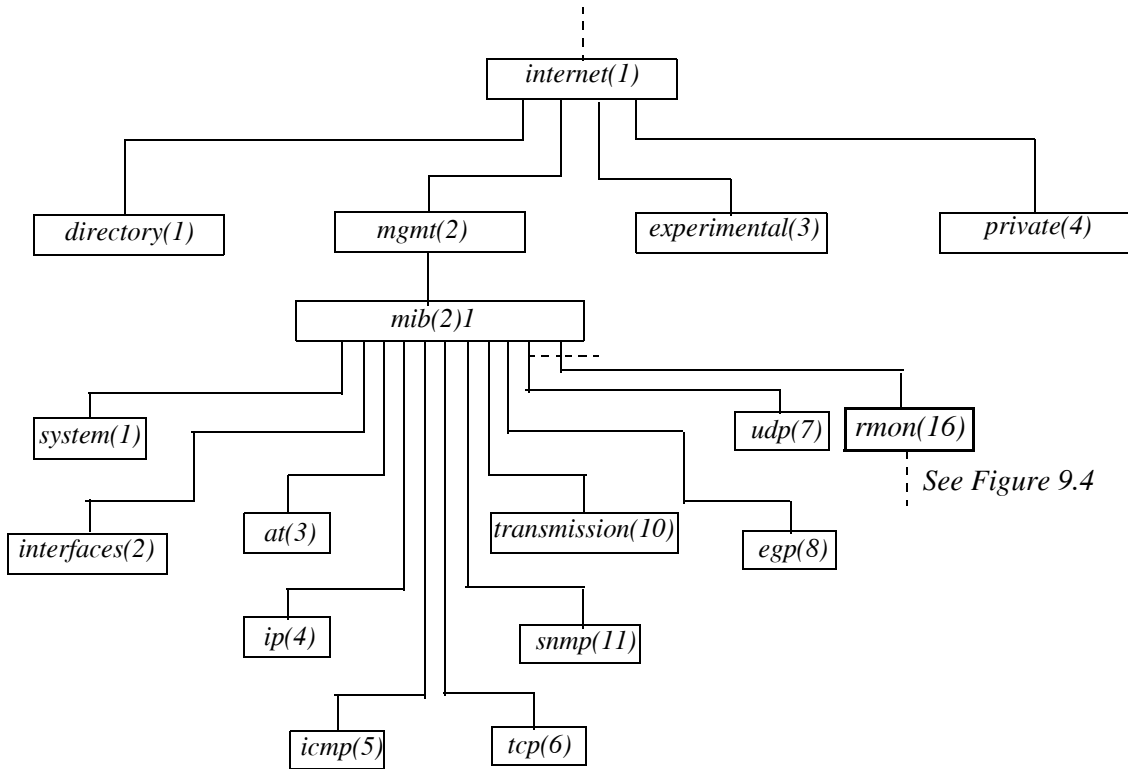 internet(1)
directory(1)
mgmt(2)
experimental(3)
private(4)
mib(2)1
system(1)
udp(7)
rmon(16)
See Figure 9.4
interfaces(2)
at(3)
transmission(10)
egp(8)
ip(4)
snmp(11)
icmp(5)
tcp(6)